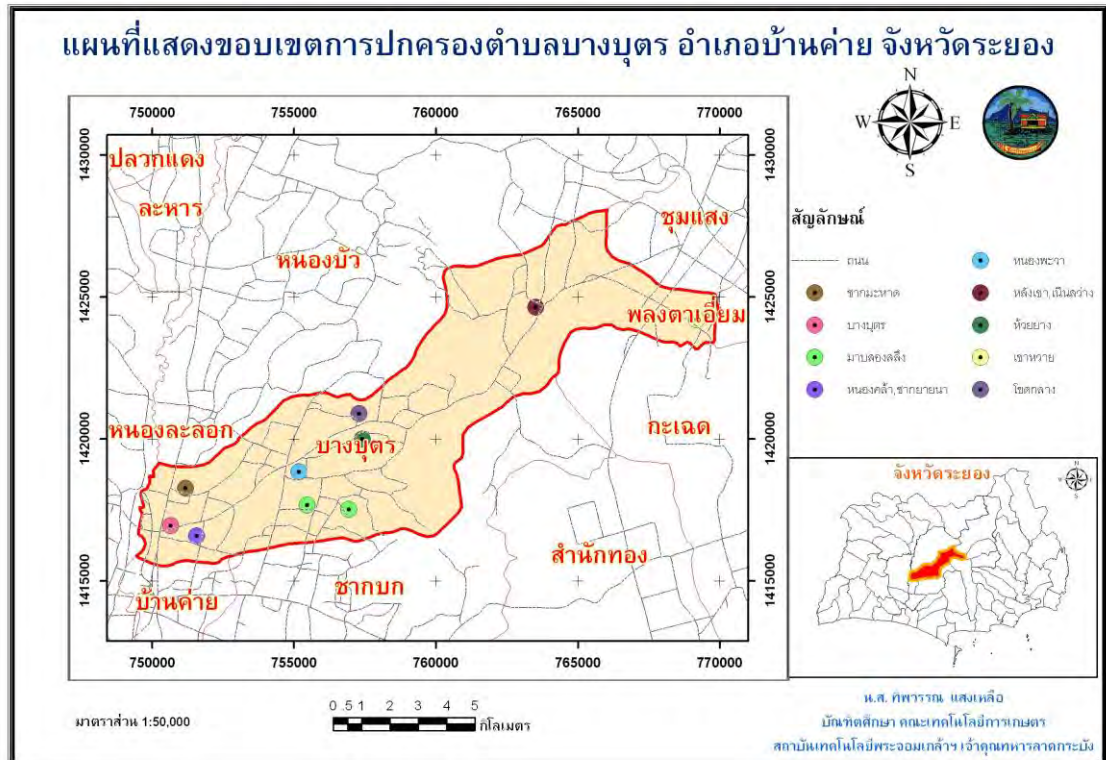 แผนที่แสดงขอบเขตการปกครองตำบลบางบุตร อำเภอบ้านค่าย จังหวัดระยอง
N
W E
S
750000 755000 760000 765000 770000
1430000 1430000
ปลวกแดง
ละหาร
ชุมแสง
หนองบัว
1425000 1425000
พลงตาเอี่ยม
หนองละลอก
1420000 1420000
บางบุตร
กะเฉด
สำนักทอง
1415000 1415000
ชากบก
บ้านค่าย
750000 755000 760000 765000 770000
สัญลักษณ์
ถนน
ชากมะหาด
บางบุตร
มาบสองสลึง
หนองคล้า,ชากยายนา
หนองพะวา
หลังเขา,เนินสว่าง
ห้วยยาง
เขาหวาย
โขดกลาง
จังหวัดระยอง
N
S
มาตราส่วน 1:50,000
0 .5 1 2 3 4 5
กิโลเมตร
น.ส. ทิพวรรณ แสงเหลือ
บัณฑิตศึกษา คณะเทคโนโลยีการเกษตร
สถาบันเทคโนโลยีพระจอมเกล้าฯ เจ้าคุณทหารลาดกระบัง